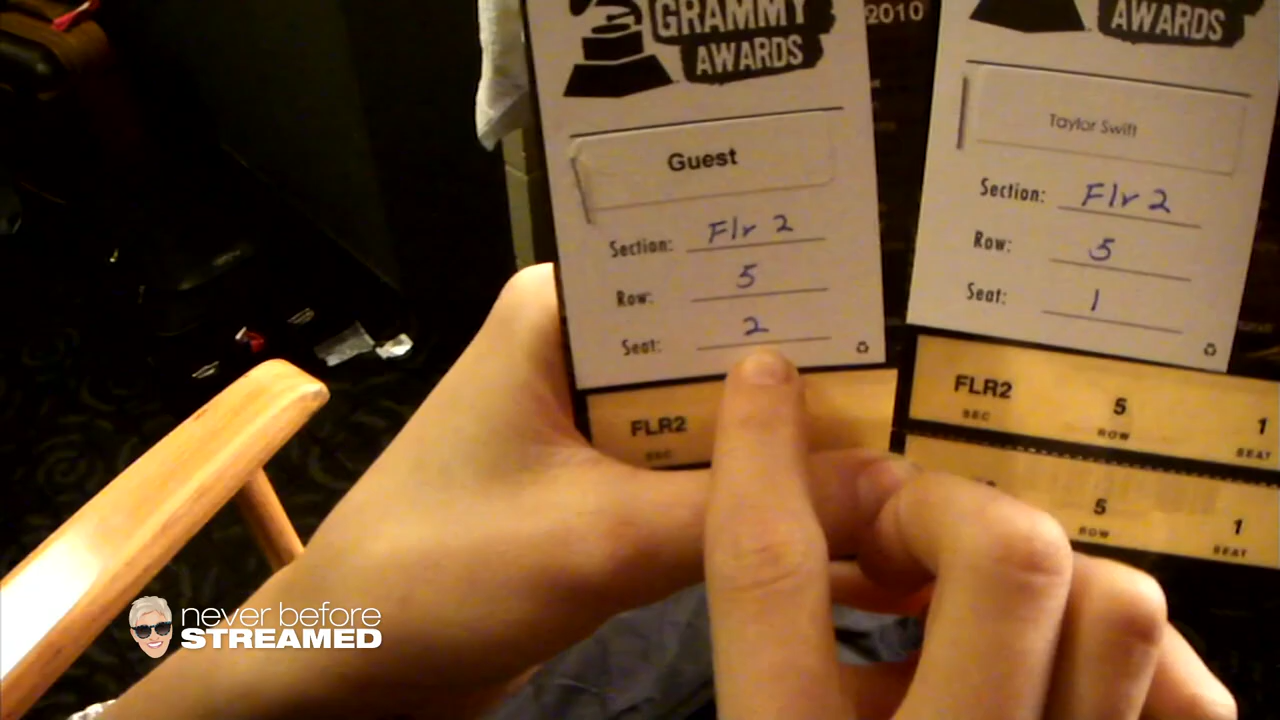 GRAMMY
AWARDS
Guest
Section: Flr 2
Row: 5
Seat: 2
FLR2
SEC
2010
AWARDS
Taylor Swift
Section: Flr 2
Row: 5
Seat: 1
FLR2 5 1
SEC ROW SEAT
5 1
ROW SEAT
never before
STREAMED